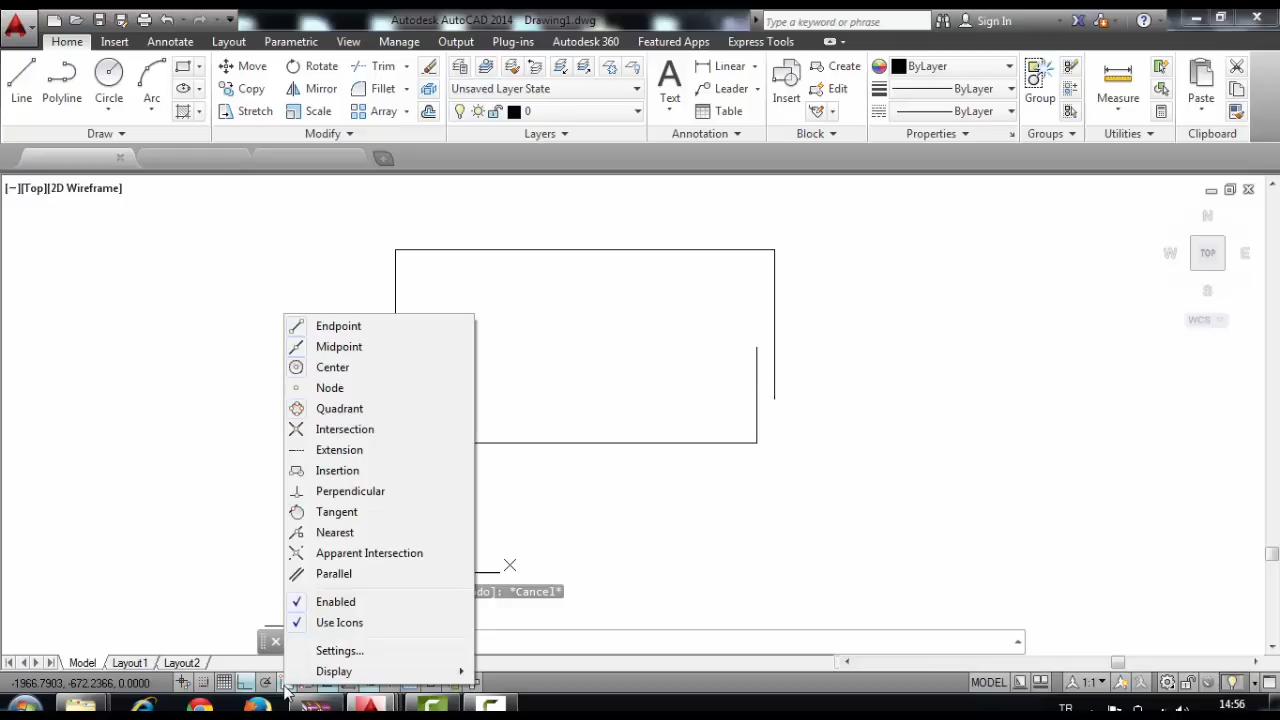 Autodesk AutoCAD 2014 Drawing1.dwg
Type a keyword or phrase
Sign In
Home Insert Annotate Layout Parametric View Manage Output Plug-ins Autodesk 360 Featured Apps Express Tools
Line Polyline Circle Arc
Move Rotate Trim
Copy Mirror Fillet
Stretch Scale Array
Unsaved Layer State
0
Text
Linear
Leader
Table
Insert
Create
Edit
ByLayer
ByLayer
ByLayer
Group
Measure
Paste
Draw Modify Layers Annotation Block Properties Groups Utilities Clipboard
[−][Top][2D Wireframe]
N
W TOP E
S
WCS
Endpoint
Midpoint
Center
Node
Quadrant
Intersection
Extension
Insertion
Perpendicular
Tangent
Nearest
Apparent Intersection
Parallel
Enabled
Use Icons
Settings...
Display
do]: *Cancel*
Model Layout1 Layout2
-1966.7903, -672.2366, 0.0000
MODEL
1:1
TR
14:56